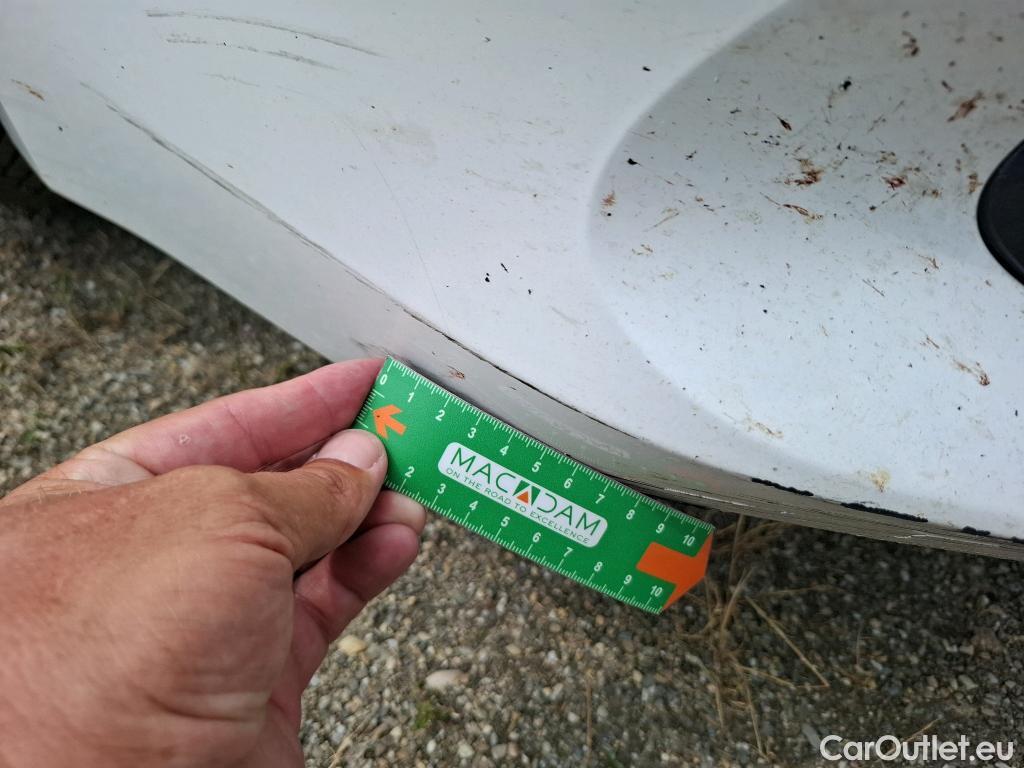 0 1 2 3 4 5 6 7 8 9 10
MACADAM
ON THE ROAD TO EXCELLENCE
2 3 4 5 6 7 8 9 10
CarOutlet.eu